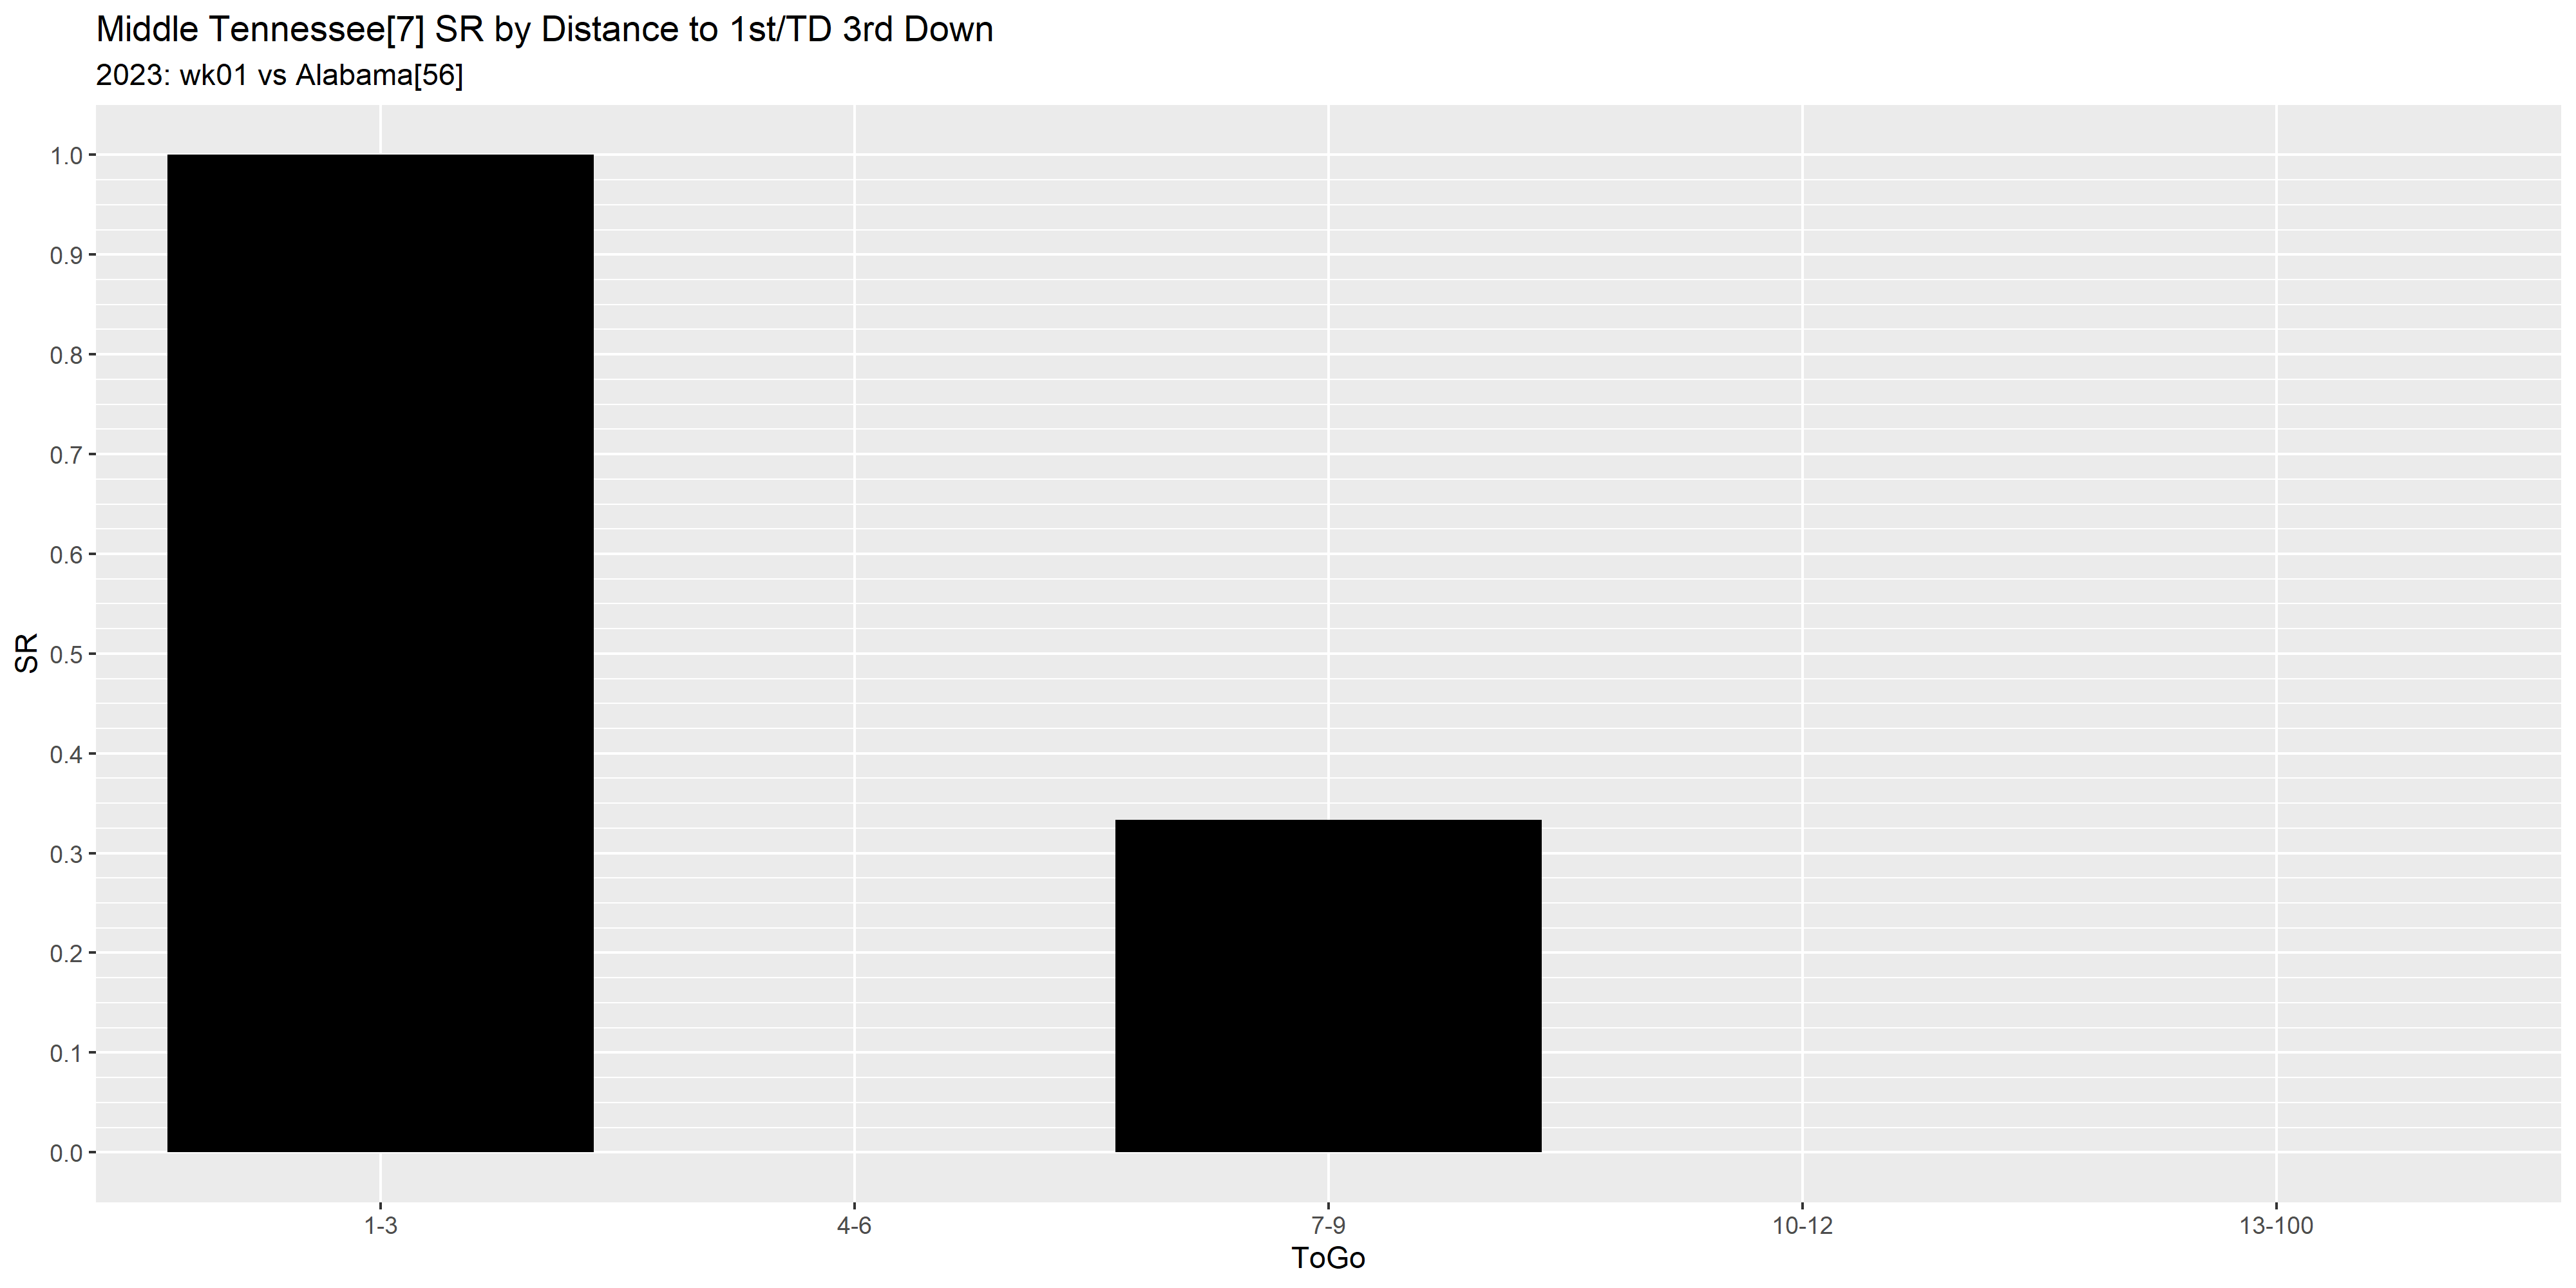 Middle Tennessee[7] SR by Distance to 1st/TD 3rd Down
2023: wk01 vs Alabama[56]
SR
1.0
0.9
0.8
0.7
0.6
0.5
0.4
0.3
0.2
0.1
0.0
1-3 4-6 7-9 10-12 13-100
ToGo